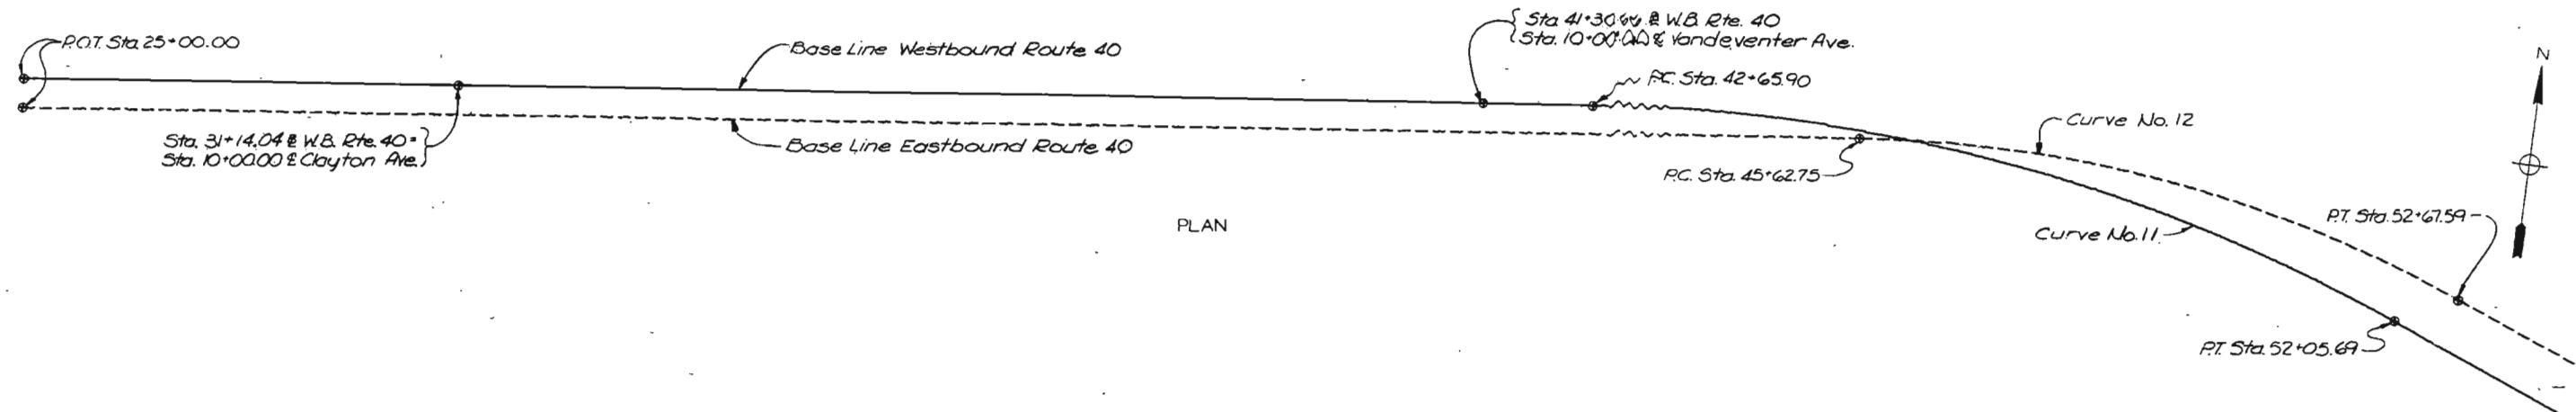 P.O.T. Sta. 25+00.00
Base Line Westbound Route 40
Sta. 41+30.66 ℄ W.B. Rte. 40
Sta. 10+00.00 ℄ Vandeventer Ave.
N
P.C. Sta. 42+65.90
Curve No. 12
Sta. 31+14.04 ℄ W.B. Rte. 40=
Sta. 10+00.00 ℄ Clayton Ave.
Base Line Eastbound Route 40
P.C. Sta. 45+62.75
PLAN
P.T. Sta. 52+67.59
Curve No. 11
P.T. Sta. 52+05.69